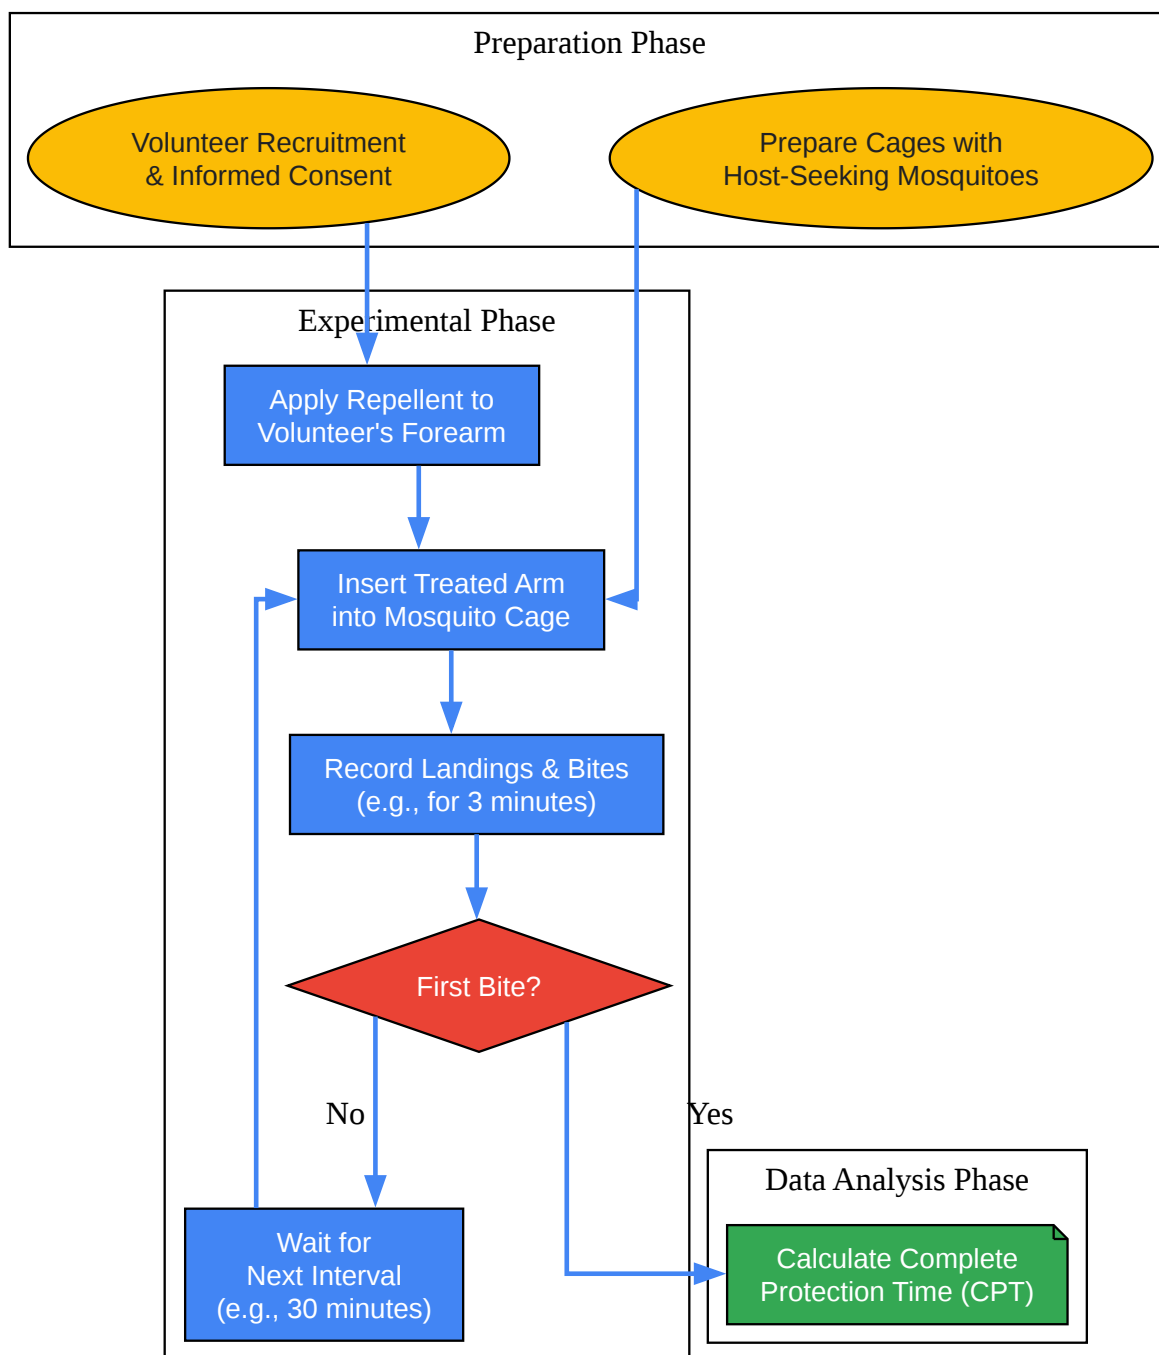 Preparation Phase
Volunteer Recruitment
& Informed Consent
Prepare Cages with
Host-Seeking Mosquitoes
Experimental Phase
Apply Repellent to
Volunteer's Forearm
Insert Treated Arm
into Mosquito Cage
Record Landings & Bites
(e.g., for 3 minutes)
First Bite?
No
Yes
Wait for
Next Interval
(e.g., 30 minutes)
Data Analysis Phase
Calculate Complete
Protection Time (CPT)